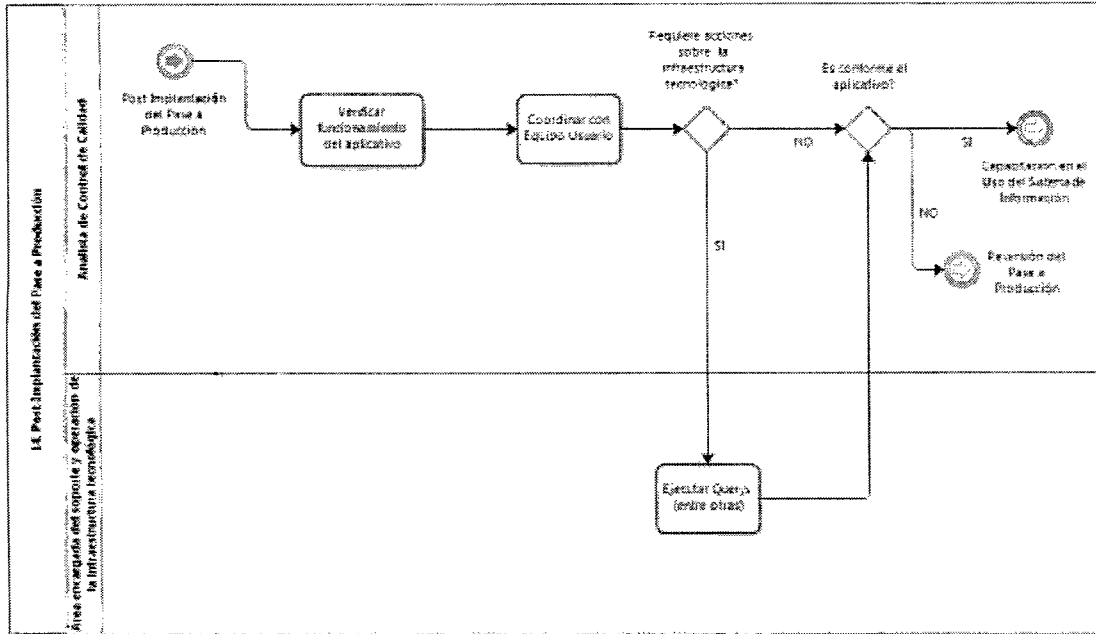 14. Post-Implantación del Pase a Producción
Analista de Control de Calidad
Área encargada del soporte y operación de
la infraestructura tecnológica
Post Implantación
del Pase a
Producción
Verificar
funcionamiento
del aplicativo
Coordinar con
Equipo Usuario
Requiere acciones
sobre la
infraestructura
tecnológica?
NO
SI
Es conforme el
aplicativo?
SI
Capacitación en el
Uso del Sistema de
Información
NO
Reversión del
Pase a
Producción
Ejecutar Querys
(entre otras)